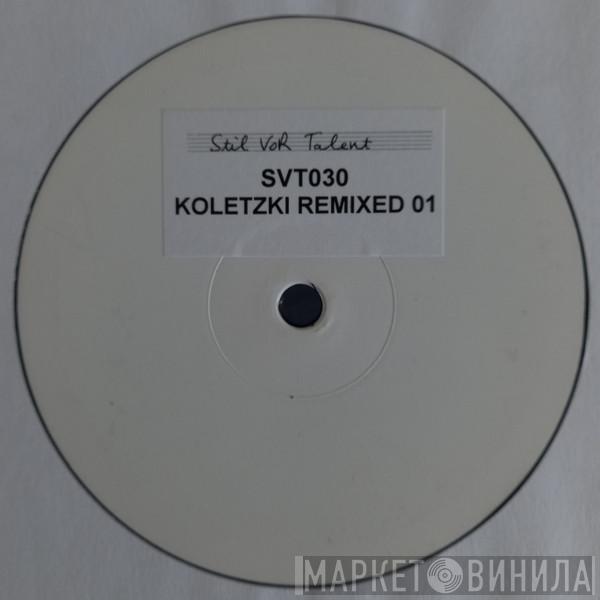 Stil VoR Talent
SVT030
KOLETZKI REMIXED 01
МАРКЕТ ВИНИЛА